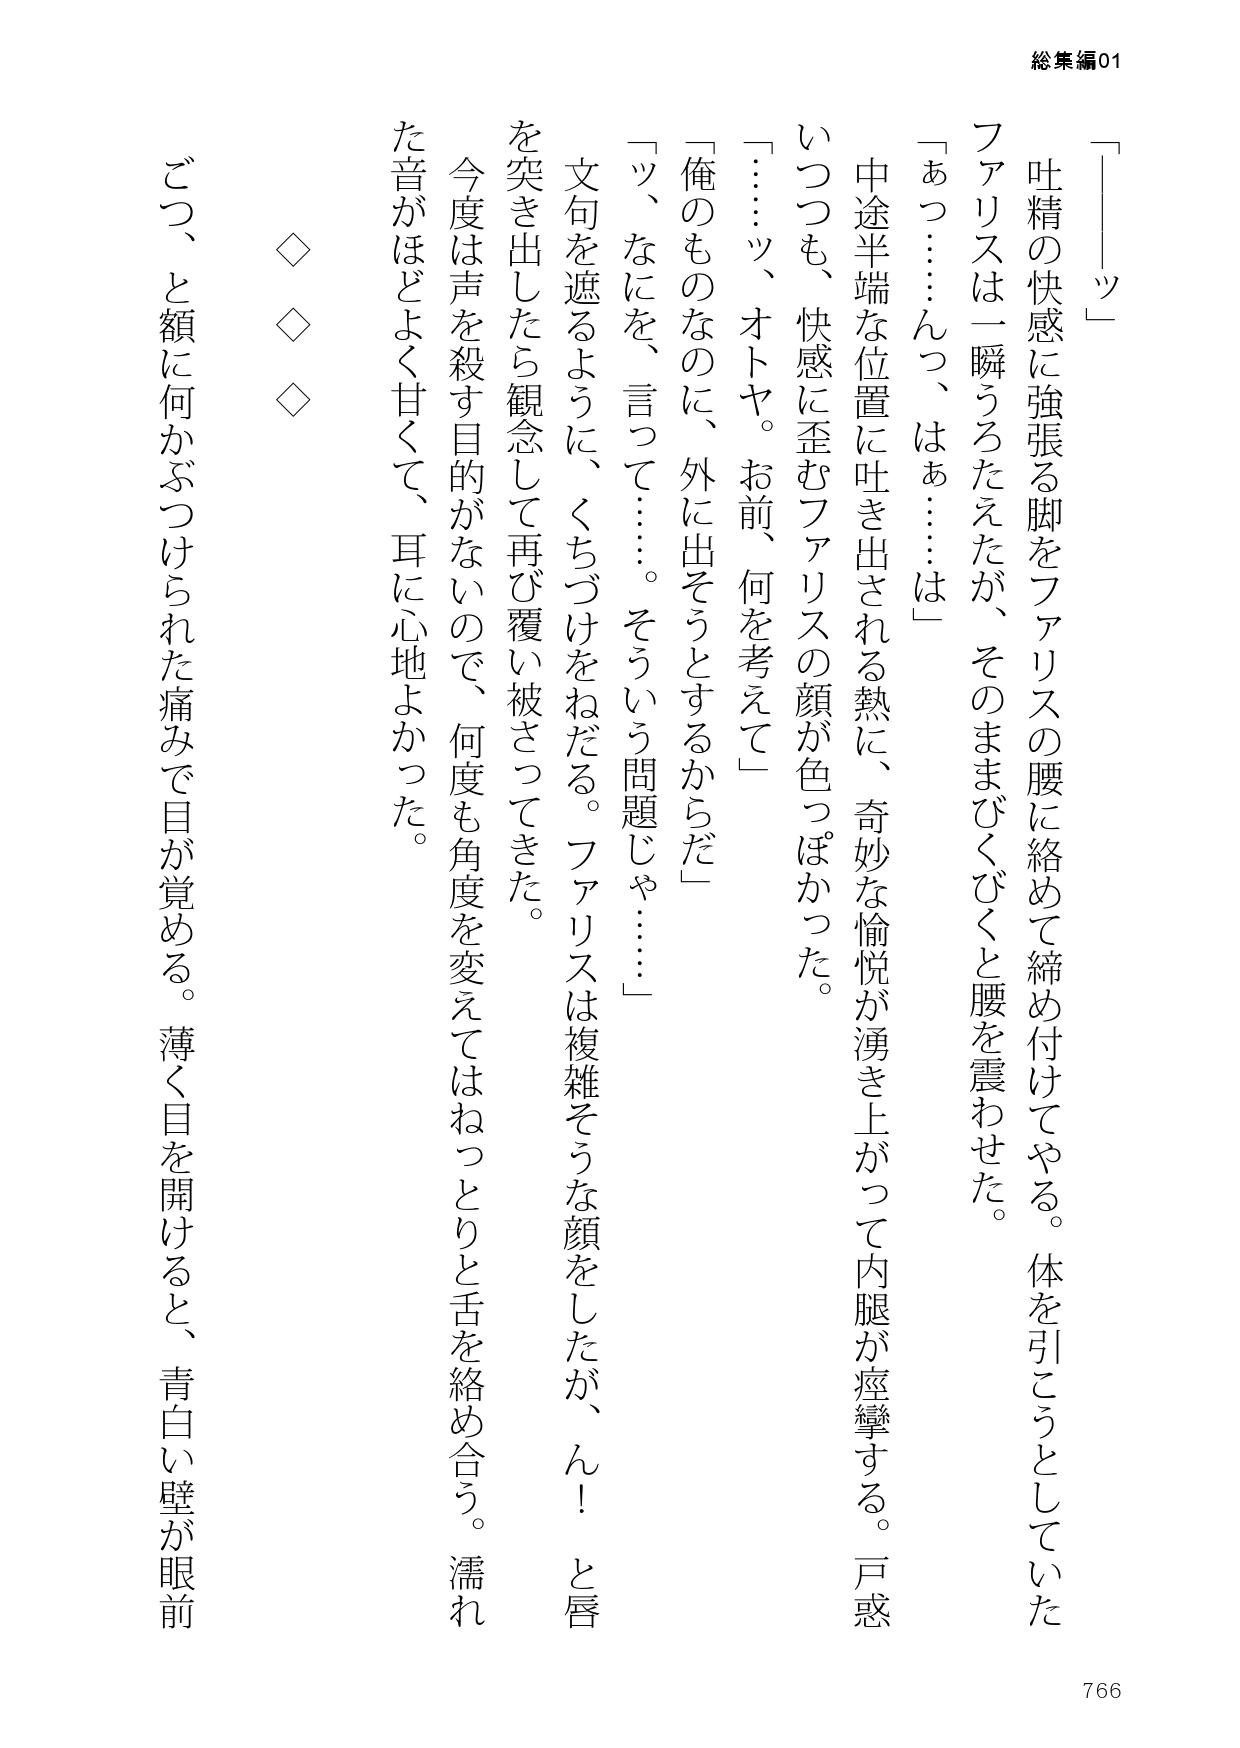 総集編01
「――――ッ」
　吐精の快感に強張る脚をファリスの腰に絡めて締め付けてやる。体を引こうとしていた
ファリスは一瞬うろたえたが、そのままびくびくと腰を震わせた。
「あっ……んっ、はぁ……は」
　中途半端な位置に吐き出される熱に、奇妙な愉悦が湧き上がって内腿が痙攣する。戸惑
いつつも、快感に歪むファリスの顔が色っぽかった。
「……ッ、オトヤ。お前、何を考えて」
「俺のものなのに、外に出そうとするからだ」
「ッ、なにを、言って……。そういう問題じゃ……」
　文句を遮るように、くちづけをねだる。ファリスは複雑そうな顔をしたが、ん！　と唇
を突き出したら観念して再び覆い被さってきた。
　今度は声を殺す目的がないので、何度も角度を変えてはねっとりと舌を絡め合う。濡れ
た音がほどよく甘くて、耳に心地よかった。
◇　◇　◇
　ごつ、と額に何かぶつけられた痛みで目が覚める。薄く目を開けると、青白い壁が眼前
766